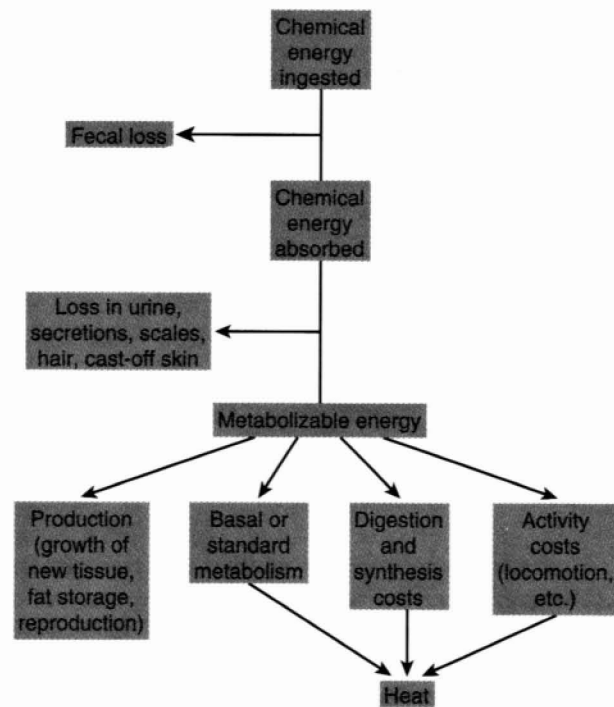 Chemical
energy
ingested
Fecal loss
Chemical
energy
absorbed
Loss in urine,
secretions, scales,
hair, cast-off skin
Metabolizable energy
Production
(growth of
new tissue,
fat storage,
reproduction)
Basal or
standard
metabolism
Digestion
and
synthesis
costs
Activity
costs
(locomotion,
etc.)
Heat